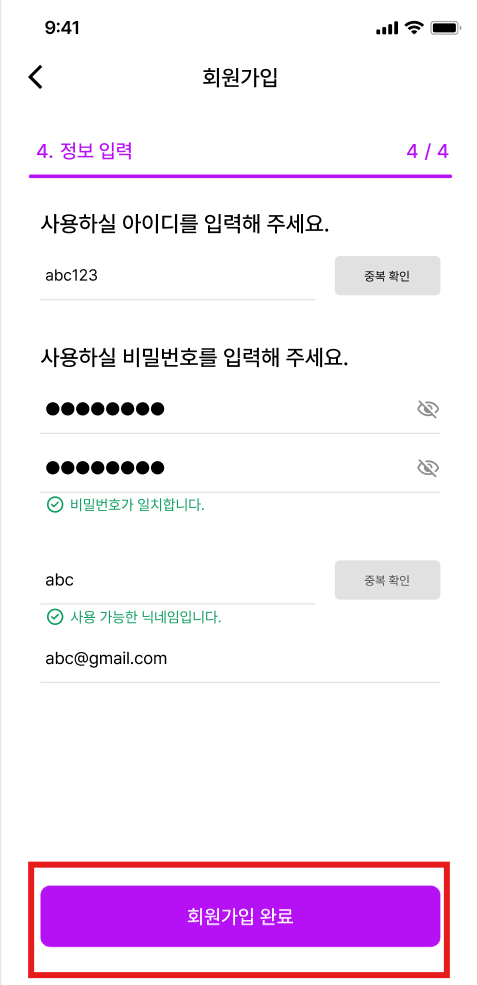 9:41
회원가입
4. 정보 입력 4 / 4
사용하실 아이디를 입력해 주세요.
abc123 중복 확인
사용하실 비밀번호를 입력해 주세요.
●●●●●●●●
●●●●●●●●
비밀번호가 일치합니다.
abc 중복 확인
사용 가능한 닉네임입니다.
abc@gmail.com
회원가입 완료